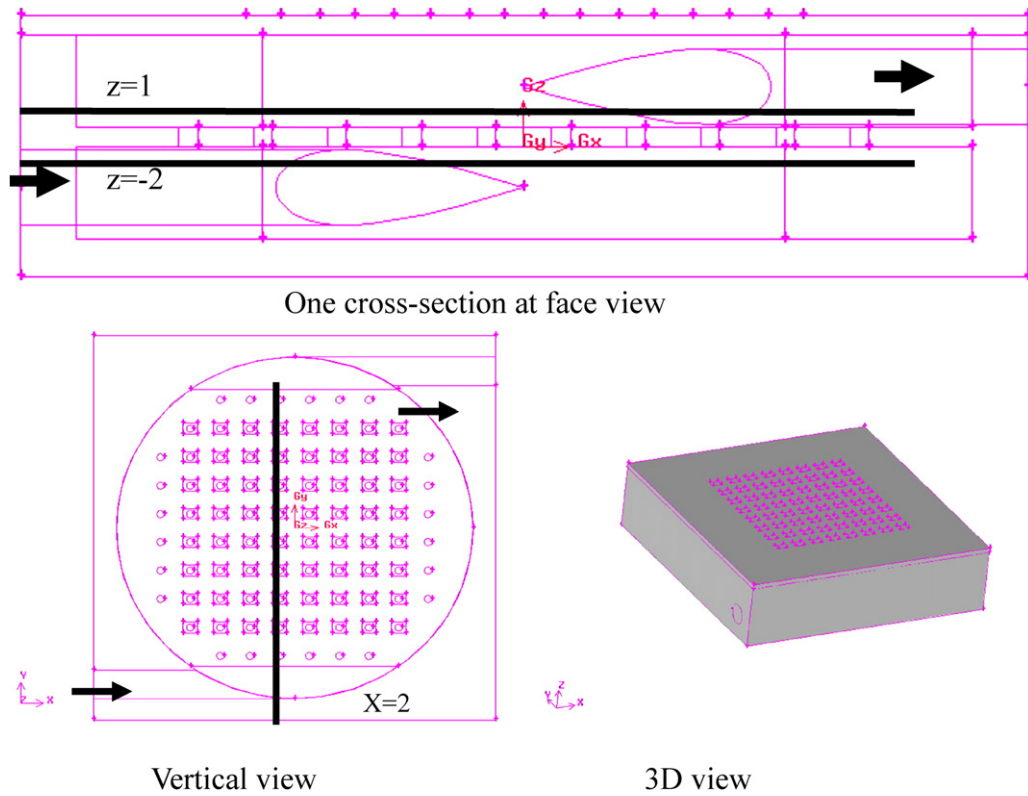 z=1
Gz
Gy Gx
z=-2
One cross-section at face view
Gy
Gz Gx
Y
Z X
X=2
Z
Y
X
Vertical view
3D view